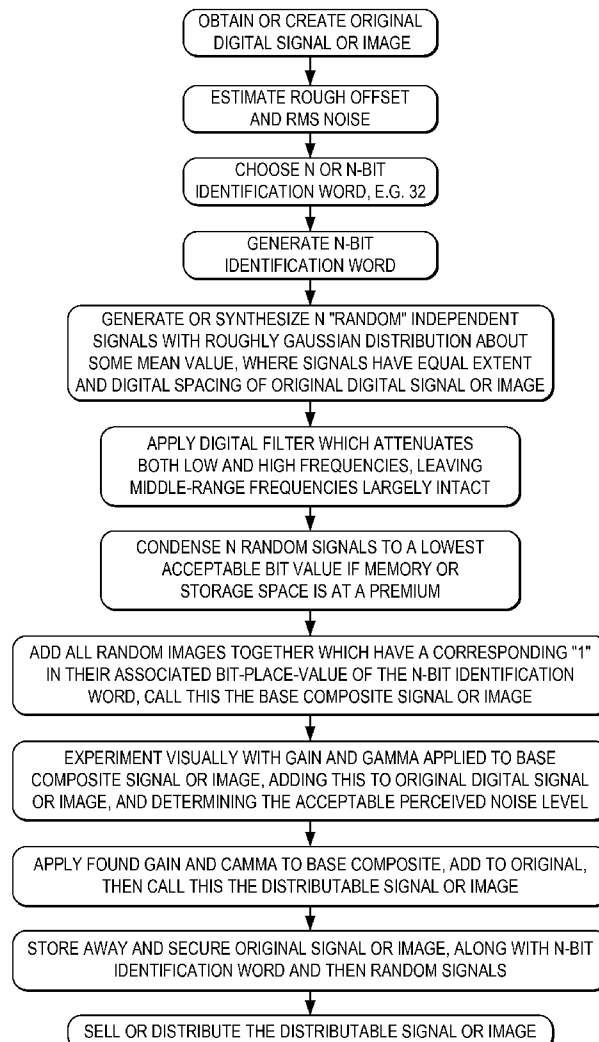 OBTAIN OR CREATE ORIGINAL
DIGITAL SIGNAL OR IMAGE
ESTIMATE ROUGH OFFSET
AND RMS NOISE
CHOOSE N OR N-BIT
IDENTIFICATION WORD, E.G. 32
GENERATE N-BIT
IDENTIFICATION WORD
GENERATE OR SYNTHESIZE N "RANDOM" INDEPENDENT
SIGNALS WITH ROUGHLY GAUSSIAN DISTRIBUTION ABOUT
SOME MEAN VALUE, WHERE SIGNALS HAVE EQUAL EXTENT
AND DIGITAL SPACING OF ORIGINAL DIGITAL SIGNAL OR IMAGE
APPLY DIGITAL FILTER WHICH ATTENUATES
BOTH LOW AND HIGH FREQUENCIES, LEAVING
MIDDLE-RANGE FREQUENCIES LARGELY INTACT
CONDENSE N RANDOM SIGNALS TO A LOWEST
ACCEPTABLE BIT VALUE IF MEMORY OR
STORAGE SPACE IS AT A PREMIUM
ADD ALL RANDOM IMAGES TOGETHER WHICH HAVE A CORRESPONDING "1"
IN THEIR ASSOCIATED BIT-PLACE-VALUE OF THE N-BIT IDENTIFICATION
WORD, CALL THIS THE BASE COMPOSITE SIGNAL OR IMAGE
EXPERIMENT VISUALLY WITH GAIN AND GAMMA APPLIED TO BASE
COMPOSITE SIGNAL OR IMAGE, ADDING THIS TO ORIGINAL DIGITAL SIGNAL
OR IMAGE, AND DETERMINING THE ACCEPTABLE PERCEIVED NOISE LEVEL
APPLY FOUND GAIN AND CAMMA TO BASE COMPOSITE, ADD TO ORIGINAL,
THEN CALL THIS THE DISTRIBUTABLE SIGNAL OR IMAGE
STORE AWAY AND SECURE ORIGINAL SIGNAL OR IMAGE, ALONG WITH N-BIT
IDENTIFICATION WORD AND THEN RANDOM SIGNALS
SELL OR DISTRIBUTE THE DISTRIBUTABLE SIGNAL OR IMAGE